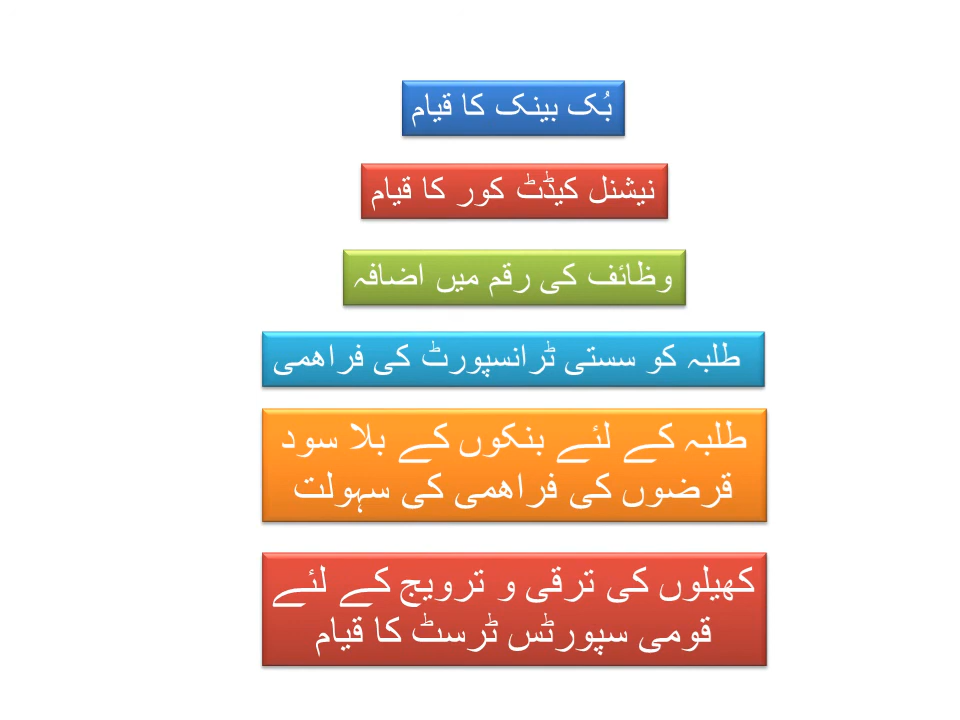 بُک بینک کا قیام
نیشنل کیڈٹ کور کا قیام
وظائف کی رقم میں اضافہ
طلبہ کو سستی ٹرانسپورٹ کی فراھمی
طلبہ کے لئے بنکوں کے بلا سود
قرضوں کی فراھمی کی سہولت
کھیلوں کی ترقی و ترویج کے لئے
قومی سپورٹس ٹرسٹ کا قیام